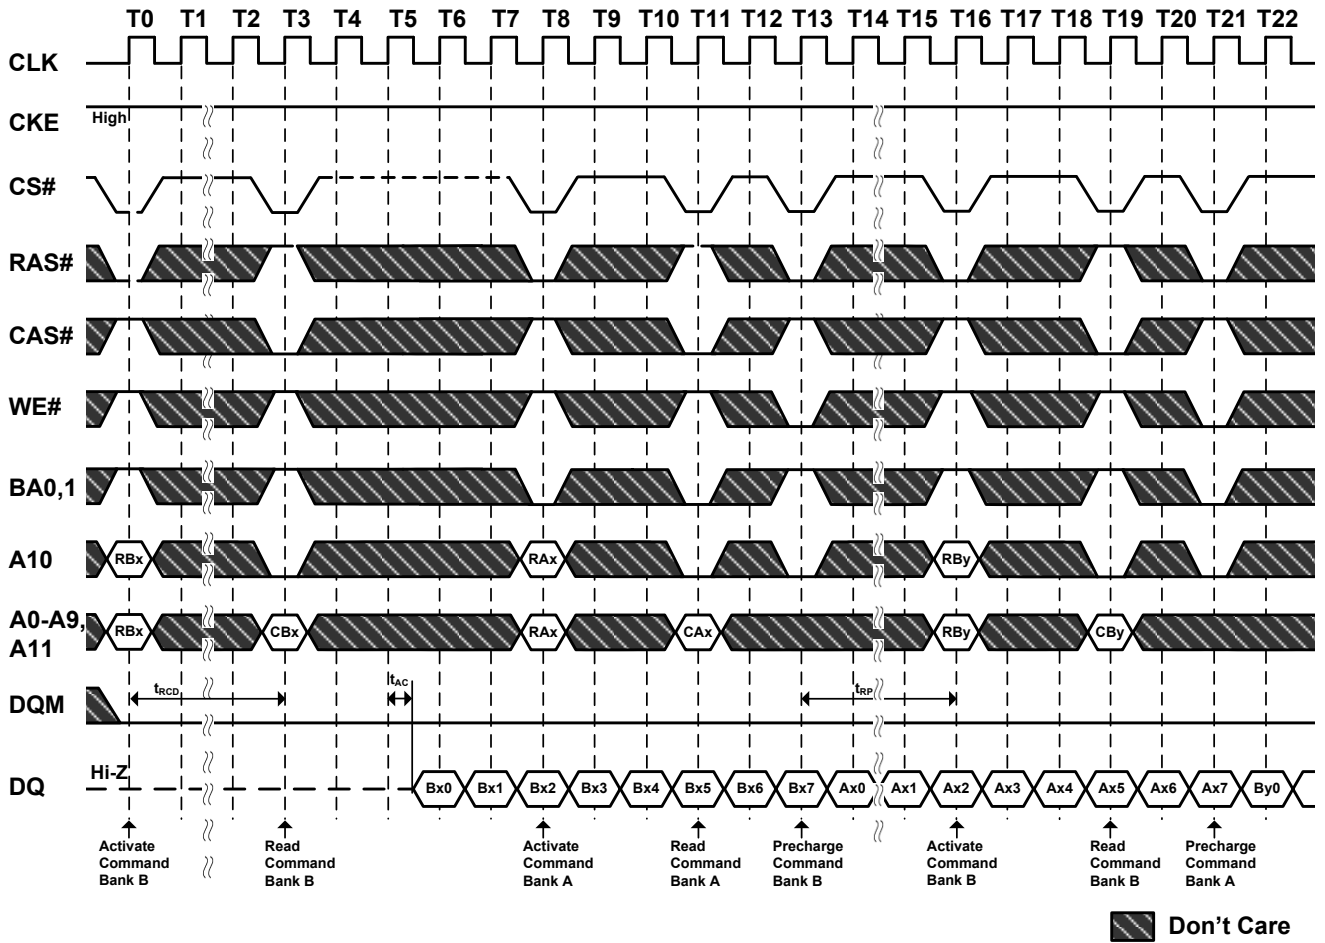 T0 T1 T2 T3 T4 T5 T6 T7 T8 T9 T10 T11 T12 T13 T14 T15 T16 T17 T18 T19 T20 T21 T22
CLK
CKE High
CS#
RAS#
CAS#
WE#
BA0,1
A10 RBx RAx RBy
A0-A9,
A11
RBx CBx RAx CAx RBy CBy
DQM tRCD tAC tRP
DQ Hi-Z Bx0 Bx1 Bx2 Bx3 Bx4 Bx5 Bx6 Bx7 Ax0 Ax1 Ax2 Ax3 Ax4 Ax5 Ax6 Ax7 By0
Activate
Command
Bank B
Read
Command
Bank B
Activate
Command
Bank A
Read
Command
Bank A
Precharge
Command
Bank B
Activate
Command
Bank B
Read
Command
Bank B
Precharge
Command
Bank A
Don't Care